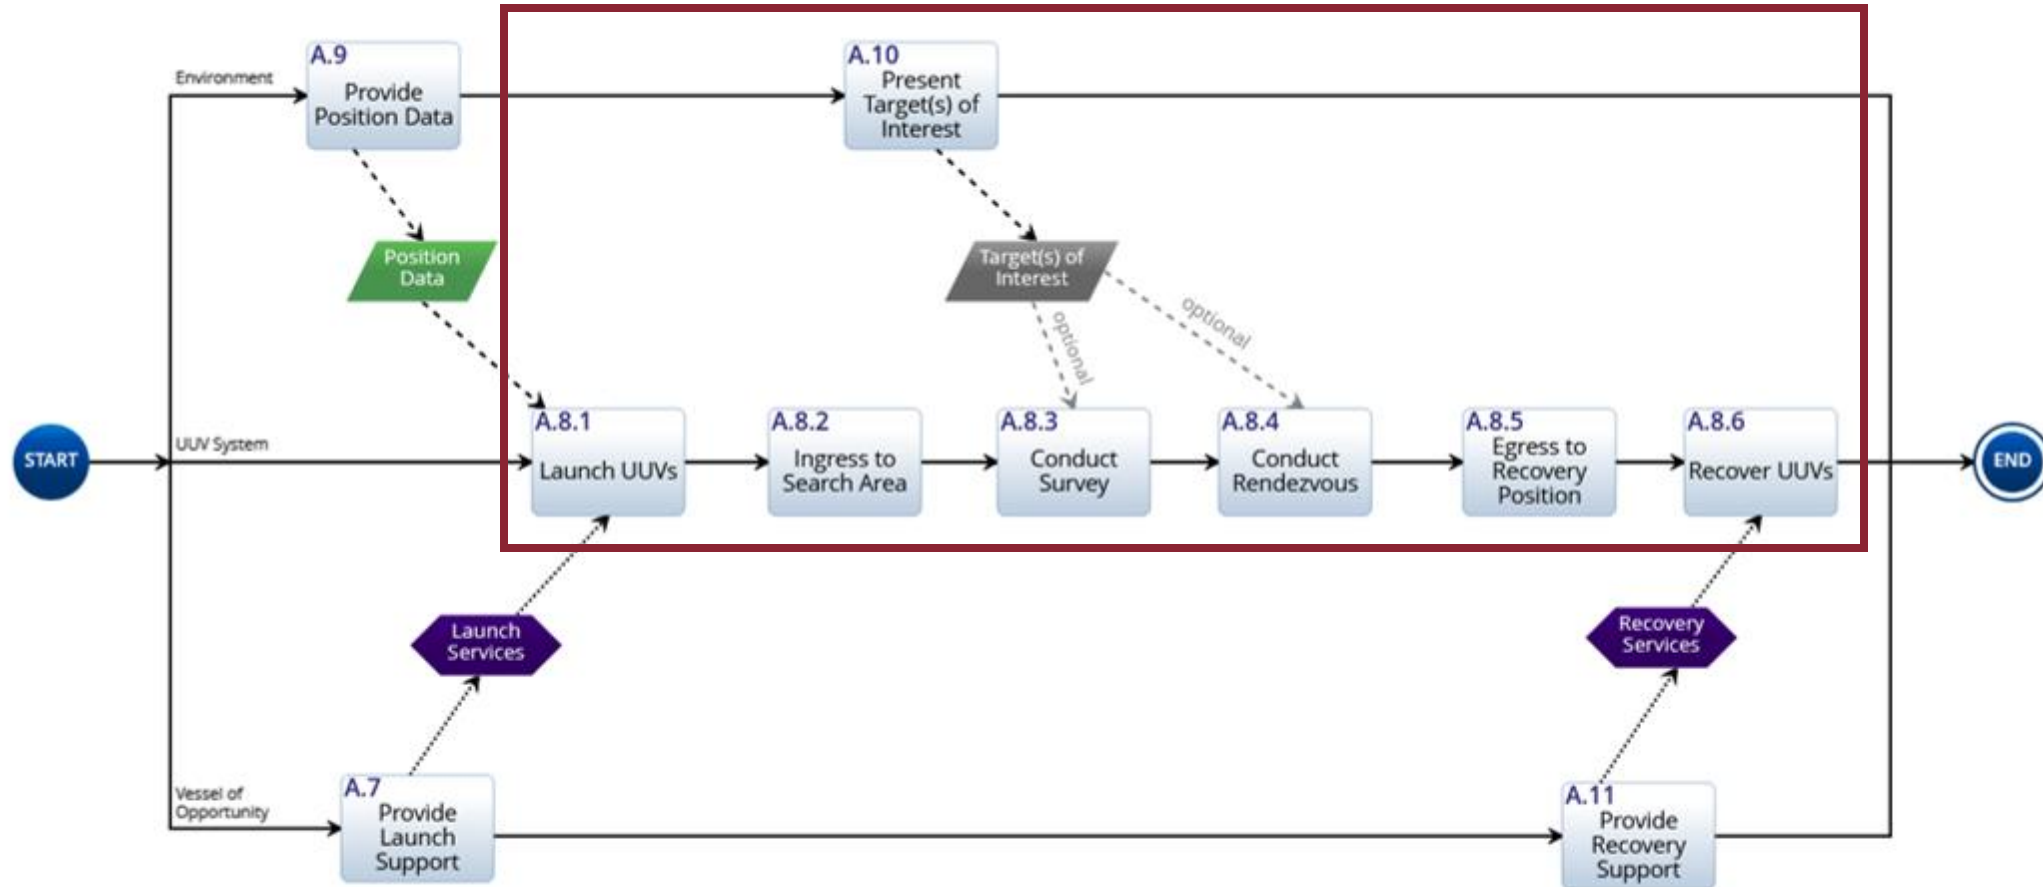 A.9
Provide
Position Data
A.10
Present
Target(s) of
Interest
Environment
Position
Data
Target(s) of
Interest
optional
optional
START
UUV System
A.8.1
Launch UUVs
A.8.2
Ingress to
Search Area
A.8.3
Conduct
Survey
A.8.4
Conduct
Rendezvous
A.8.5
Egress to
Recovery
Position
A.8.6
Recover UUVs
END
Launch
Services
Recovery
Services
Vessel of
Opportunity
A.7
Provide
Launch
Support
A.11
Provide
Recovery
Support